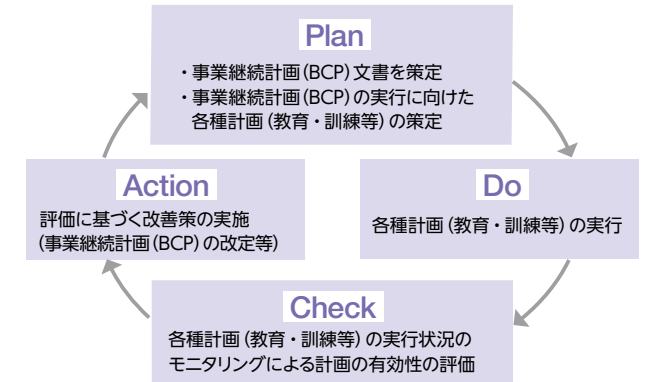 Plan
・事業継続計画(BCP)文書を策定
・事業継続計画(BCP)の実行に向けた
各種計画(教育・訓練等)の策定
Action
評価に基づく改善策の実施
(事業継続計画(BCP)の改定等)
Do
各種計画(教育・訓練等)の実行
Check
各種計画(教育・訓練等)の実行状況の
モニタリングによる計画の有効性の評価